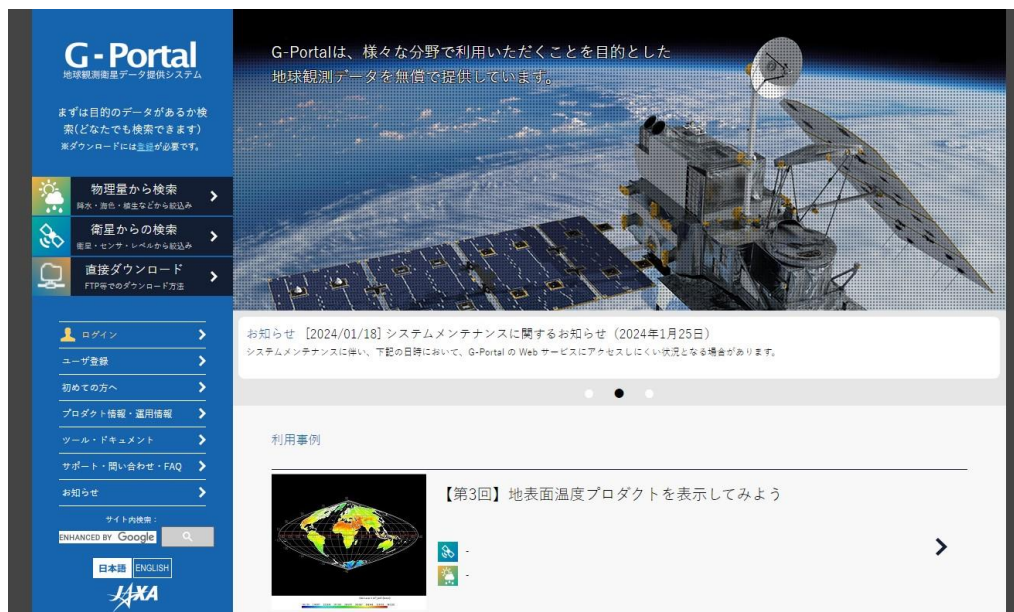 G-Portal
地球観測衛星データ提供システム
まずは目的のデータがあるか検
索(どなたでも検索できます)
※ダウンロードには登録が必要です。
物理量から検索
降水・海色・植生などから絞込み
衛星からの検索
衛星・センサ・レベルから絞込み
直接ダウンロード
FTP等でのダウンロード方法
ログイン
ユーザ登録
初めての方へ
プロダクト情報・運用情報
ツール・ドキュメント
サポート・問い合わせ・FAQ
お知らせ
サイト内検索:
ENHANCED BY Google
日本語 ENGLISH
JAXA
G-Portalは、様々な分野で利用いただくことを目的とした
地球観測データを無償で提供しています。
お知らせ [2024/01/18] システムメンテナンスに関するお知らせ（2024年1月25日）
システムメンテナンスに伴い、下記の日時において、G-Portal の Web サービスにアクセスしにくい状況となる場合があります。
利用事例
【第3回】地表面温度プロダクトを表示してみよう
-
-